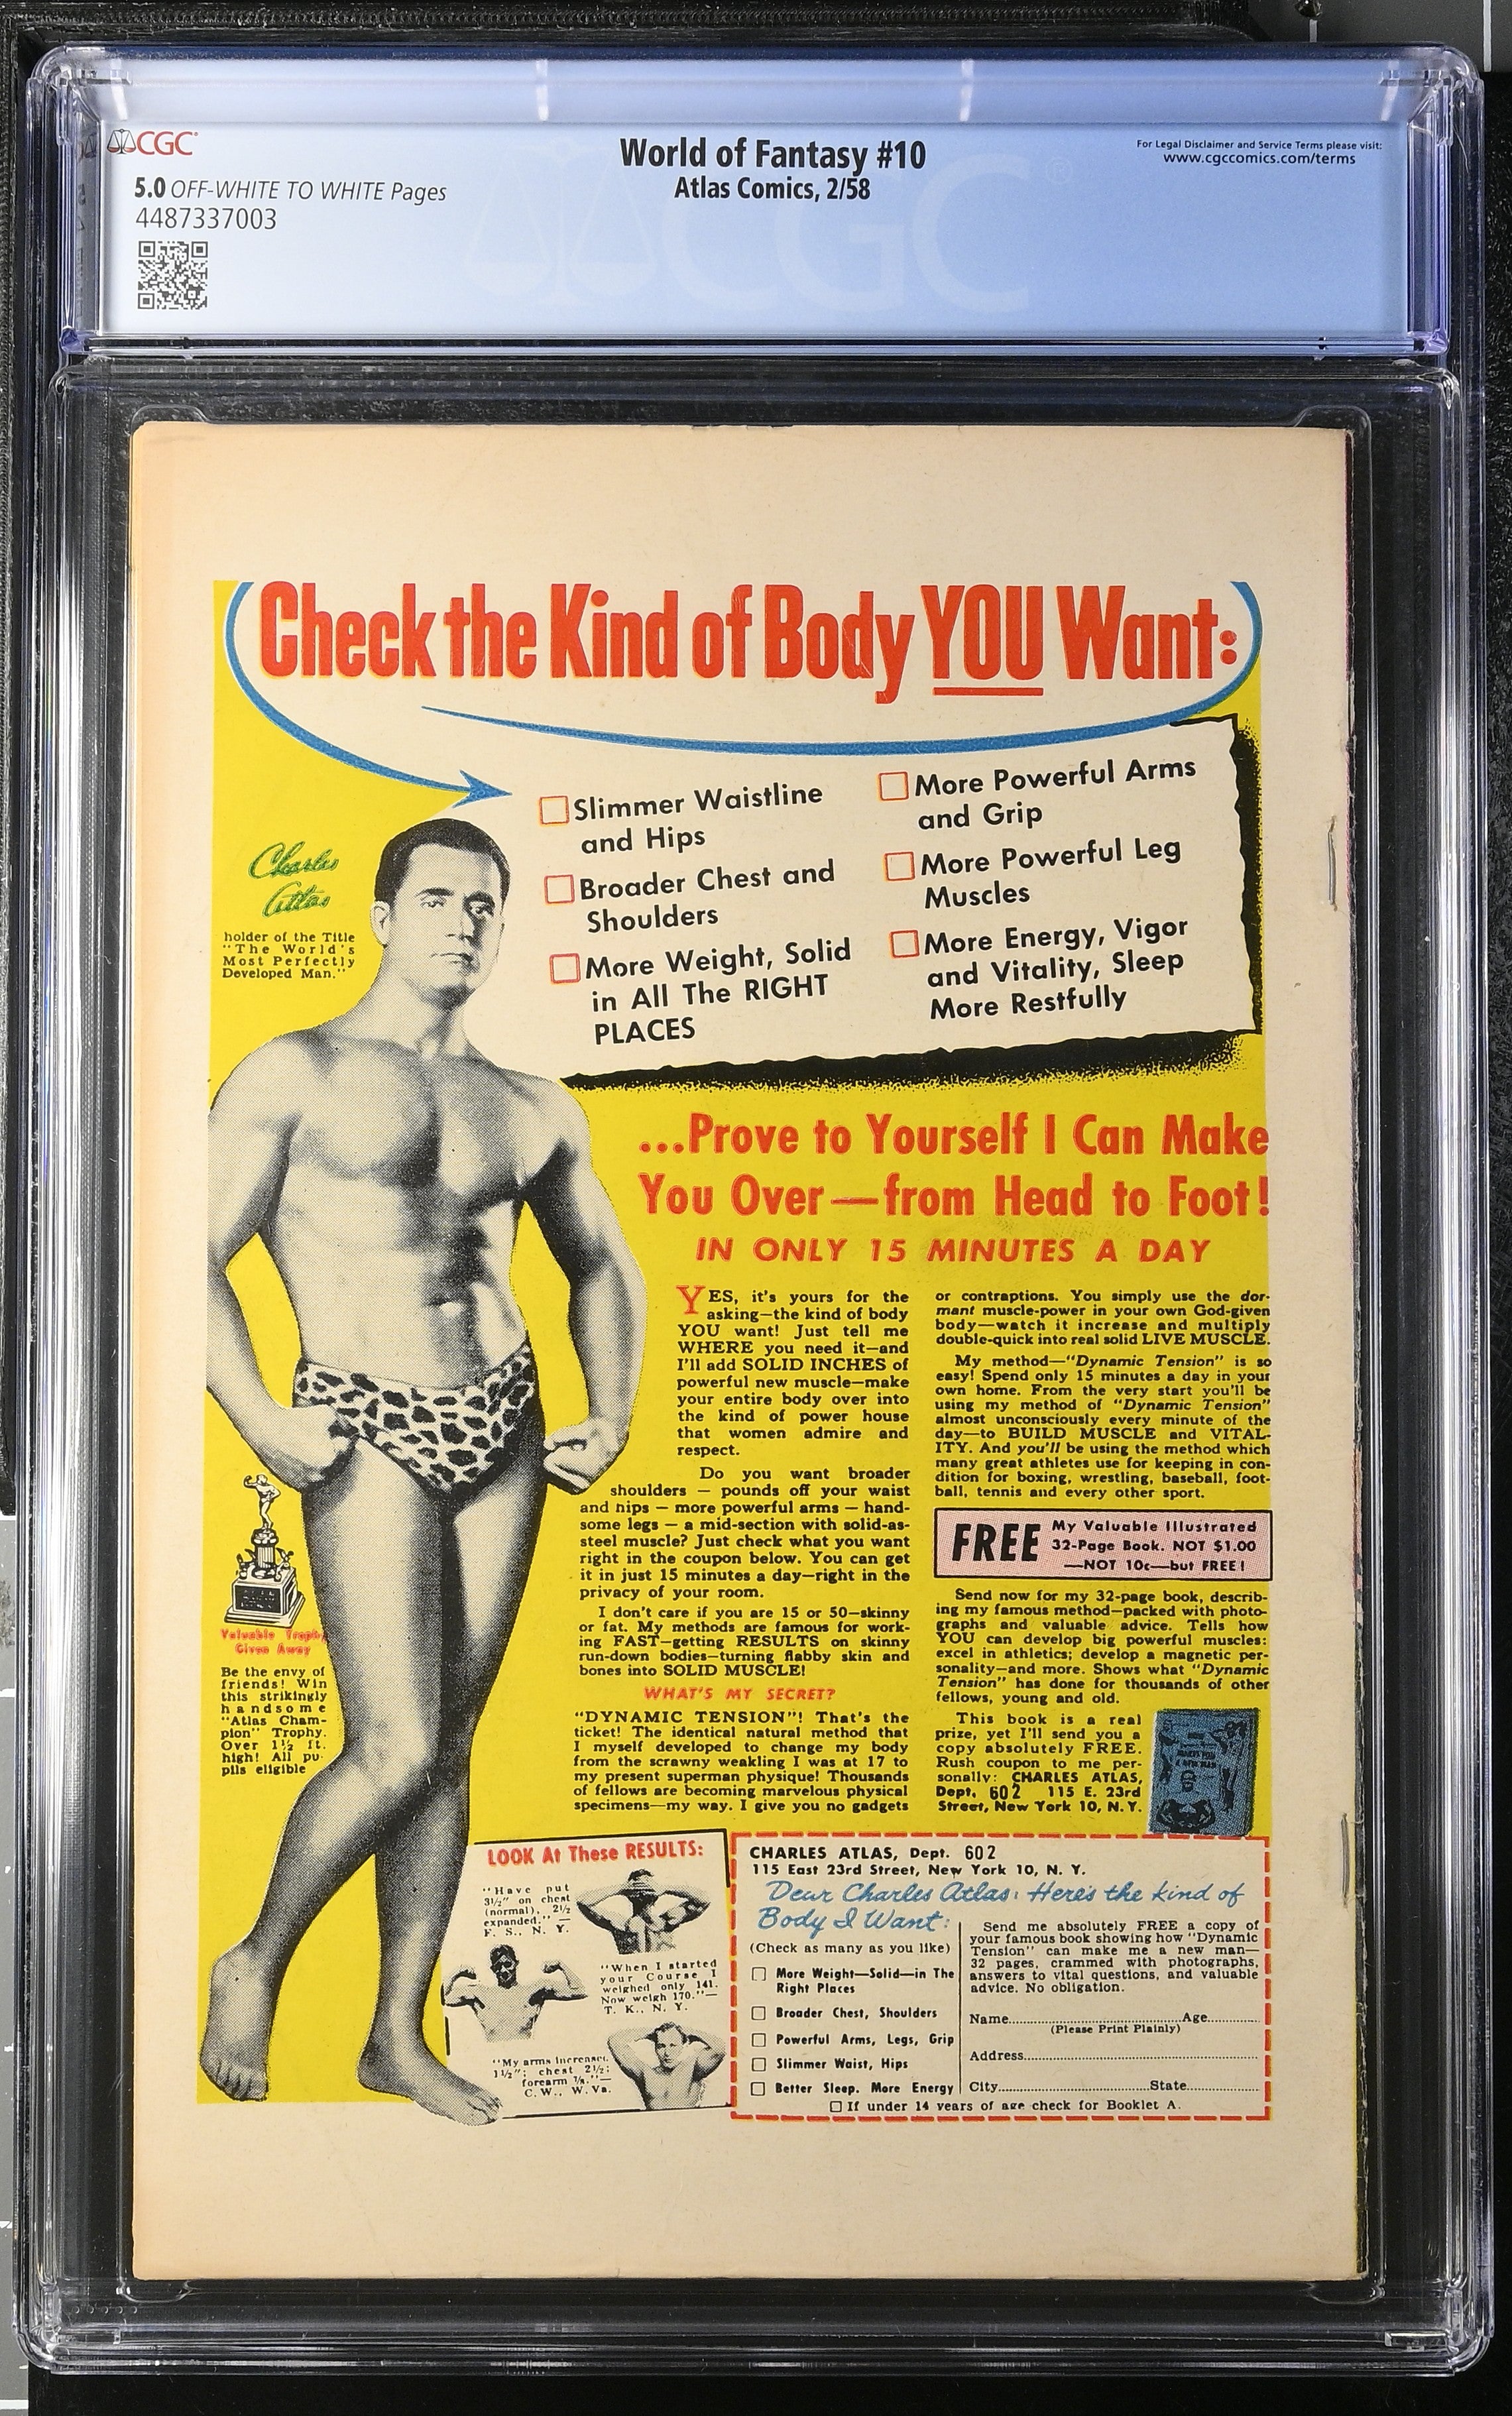 CGC
World of Fantasy #10
For Legal Disclaimer and Service Terms please visit:
www.cgccomics.com/terms
5.0 OFF-WHITE TO WHITE Pages
Atlas Comics, 2/58
4487337003
Check the Kind of Body YOU Want:
Slimmer Waistline
and Hips
Broader Chest and
Shoulders
More Weight, Solid
in All The RIGHT
PLACES
More Powerful Arms
and Grip
More Powerful Leg
Muscles
More Energy, Vigor
and Vitality, Sleep
More Restfully
Charles
Atlas
holder of the Title
"The World's
Most Perfectly
Developed Man."
...Prove to Yourself I Can Make
You Over—from Head to Foot!
IN ONLY 15 MINUTES A DAY
YES, it's yours for the
asking—the kind of body
YOU want! Just tell me
WHERE you need it—and
I'll add SOLID INCHES of
powerful new muscle—make
your entire body over into
the kind of power house
that women admire and
respect.
Do you want broader
shoulders — pounds off your waist
and hips — more powerful arms — hand-
some legs — a mid-section with solid-as-
steel muscle? Just check what you want
right in the coupon below. You can get
it in just 15 minutes a day—right in the
privacy of your room.
I don't care if you are 15 or 50—skinny
or fat. My methods are famous for work-
ing FAST—getting RESULTS on skinny
run-down bodies—turning flabby skin and
bones into SOLID MUSCLE!
WHAT'S MY SECRET?
"DYNAMIC TENSION"! That's the
ticket! The identical natural method that
I myself developed to change my body
from the scrawny weakling I was at 17 to
my present superman physique! Thousands
of fellows are becoming marvelous physical
specimens—my way. I give you no gadgets
or contraptions. You simply use the dor-
mant muscle-power in your own God-given
body—watch it increase and multiply
double-quick into real solid LIVE MUSCLE.
My method—"Dynamic Tension" is so
easy! Spend only 15 minutes a day in your
own home. From the very start you'll be
using my method of "Dynamic Tension"
almost unconsciously every minute of the
day—to BUILD MUSCLE and VITAL-
ITY. And you'll be using the method which
many great athletes use for keeping in con-
dition for boxing, wrestling, baseball, foot-
ball, tennis and every other sport.
FREE
My Valuable Illustrated
32-Page Book. NOT $1.00
—NOT 10c—but FREE!
Send now for my 32-page book, describ-
ing my famous method—packed with photo-
graphs and valuable advice. Tells how
YOU can develop big powerful muscles:
excel in athletics; develop a magnetic per-
sonality—and more. Shows what "Dynamic
Tension" has done for thousands of other
fellows, young and old.
This book is a real
prize, yet I'll send you a
copy absolutely FREE.
Rush coupon to me per-
sonally: CHARLES ATLAS,
Dept. 602 115 E. 23rd
Street, New York 10, N.Y.
Valuable Trophy
Given Away
Be the envy of
friends! Win
this strikingly
handsome
"Atlas Cham-
pion" Trophy.
Over 1½ ft.
high! All pu-
pils eligible
LOOK At These RESULTS:
"Have put
3½" on chest
(normal), 2½
expanded."—
F. S., N. Y.
"When I started
your Course I
weighed only 141.
Now weigh 170."—
T. K., N. Y.
"My arms increased
1½"; chest 2½;
forearm ⅞."—
C.W., W.Va.
CHARLES ATLAS, Dept. 602
115 East 23rd Street, New York 10, N. Y.
Dear Charles Atlas: Here's the kind of
Body I Want:
(Check as many as you like)
More Weight—Solid—in The
Right Places
Broader Chest, Shoulders
Powerful Arms, Legs, Grip
Slimmer Waist, Hips
Better Sleep, More Energy
Send me absolutely FREE a copy of
your famous book showing how "Dynamic
Tension" can make me a new man—
32 pages, crammed with photographs,
answers to vital questions, and valuable
advice. No obligation.
Name..............................Age............
(Please Print Plainly)
Address..............................
City..............................State............
If under 14 years of age check for Booklet A.